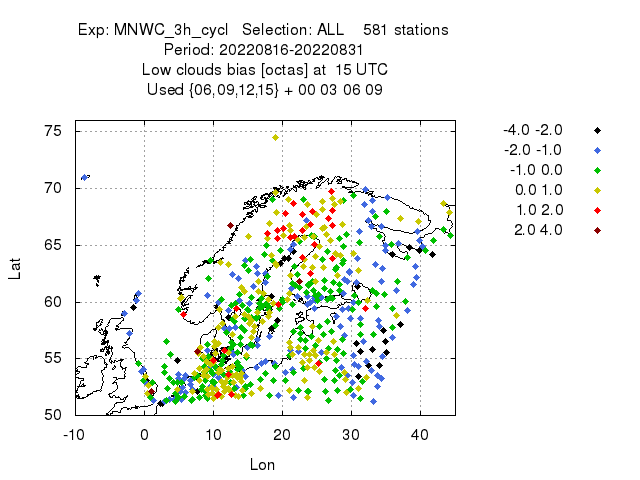 Exp: MNWC_3h_cycl   Selection: ALL    581 stations
Period: 20220816-20220831
Low clouds bias [octas] at  15 UTC
Used {06,09,12,15} + 00 03 06 09
75
70
65
60
55
50
-10 0 10 20 30 40
Lat
Lon
-4.0 -2.0
-2.0 -1.0
-1.0 0.0
0.0 1.0
1.0 2.0
2.0 4.0